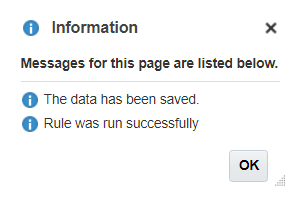 Information
Messages for this page are listed below.
The data has been saved.
Rule was run successfully
OK